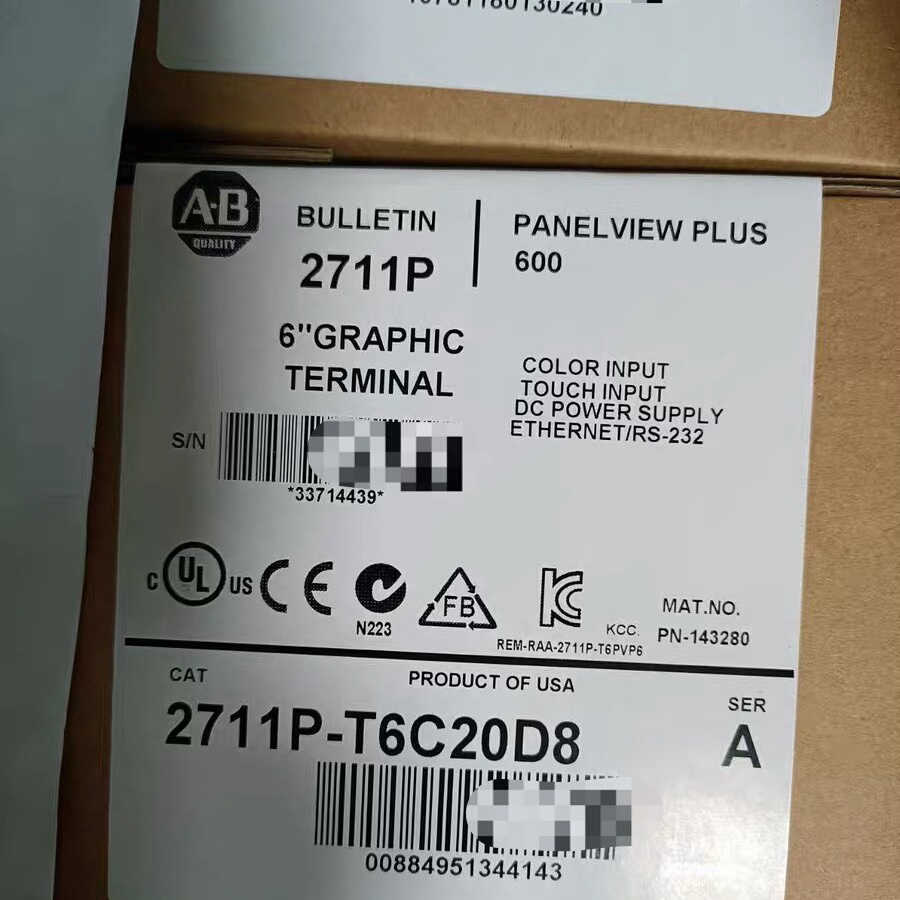 A-B
QUALITY
BULLETIN
2711P
PANELVIEW PLUS
600
6"GRAPHIC
TERMINAL
COLOR INPUT
TOUCH INPUT
DC POWER SUPPLY
ETHERNET/RS-232
S/N
*33714439*
C UL US CE
N223
FB
KCC.
REM-RAA-2711P-T6PVP6
MAT.NO.
PN-143280
CAT
PRODUCT OF USA
SER
2711P-T6C20D8
A
00884951344143